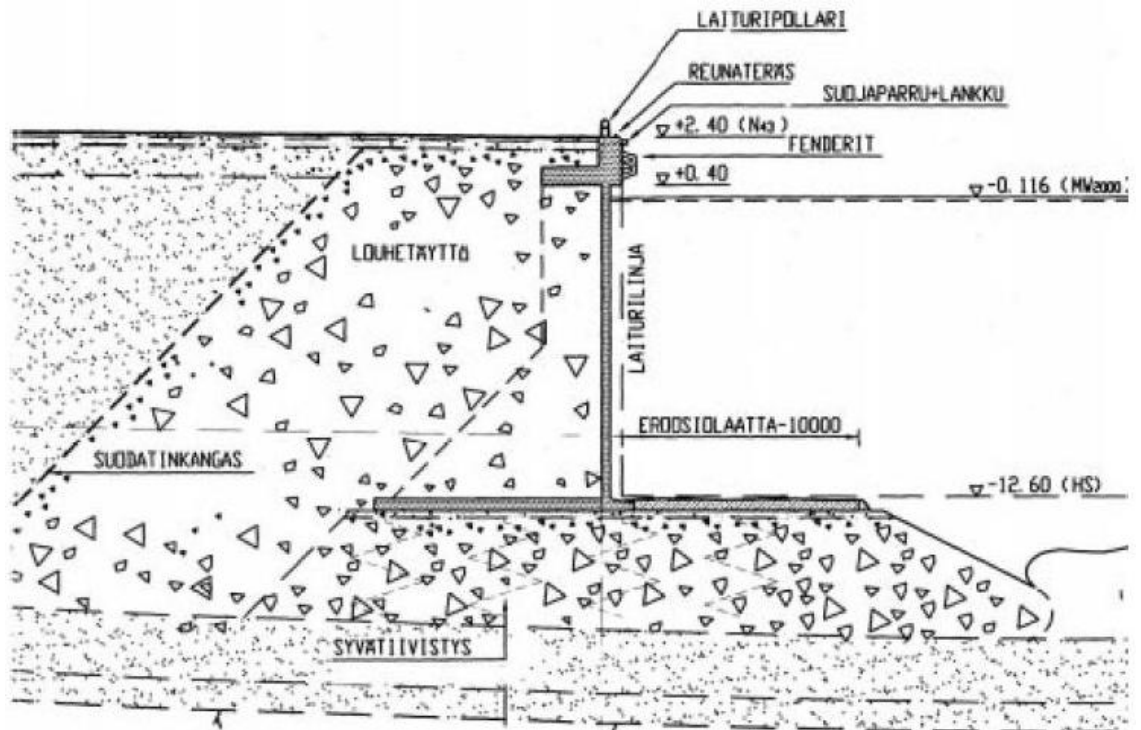 LAITURIPOLLARI
REUNATERÄS
SUOJAPARRU+LANKKU
+2.40 (N43)
FENDERIT
+0.40
-0.116 (MW2000)
LOUHETÄYTTÖ
LAITURILINJA
EROOSIOLAATTA-10000
SUODATINKANGAS
-12.60 (HS)
SYVÄTIIVISTYS